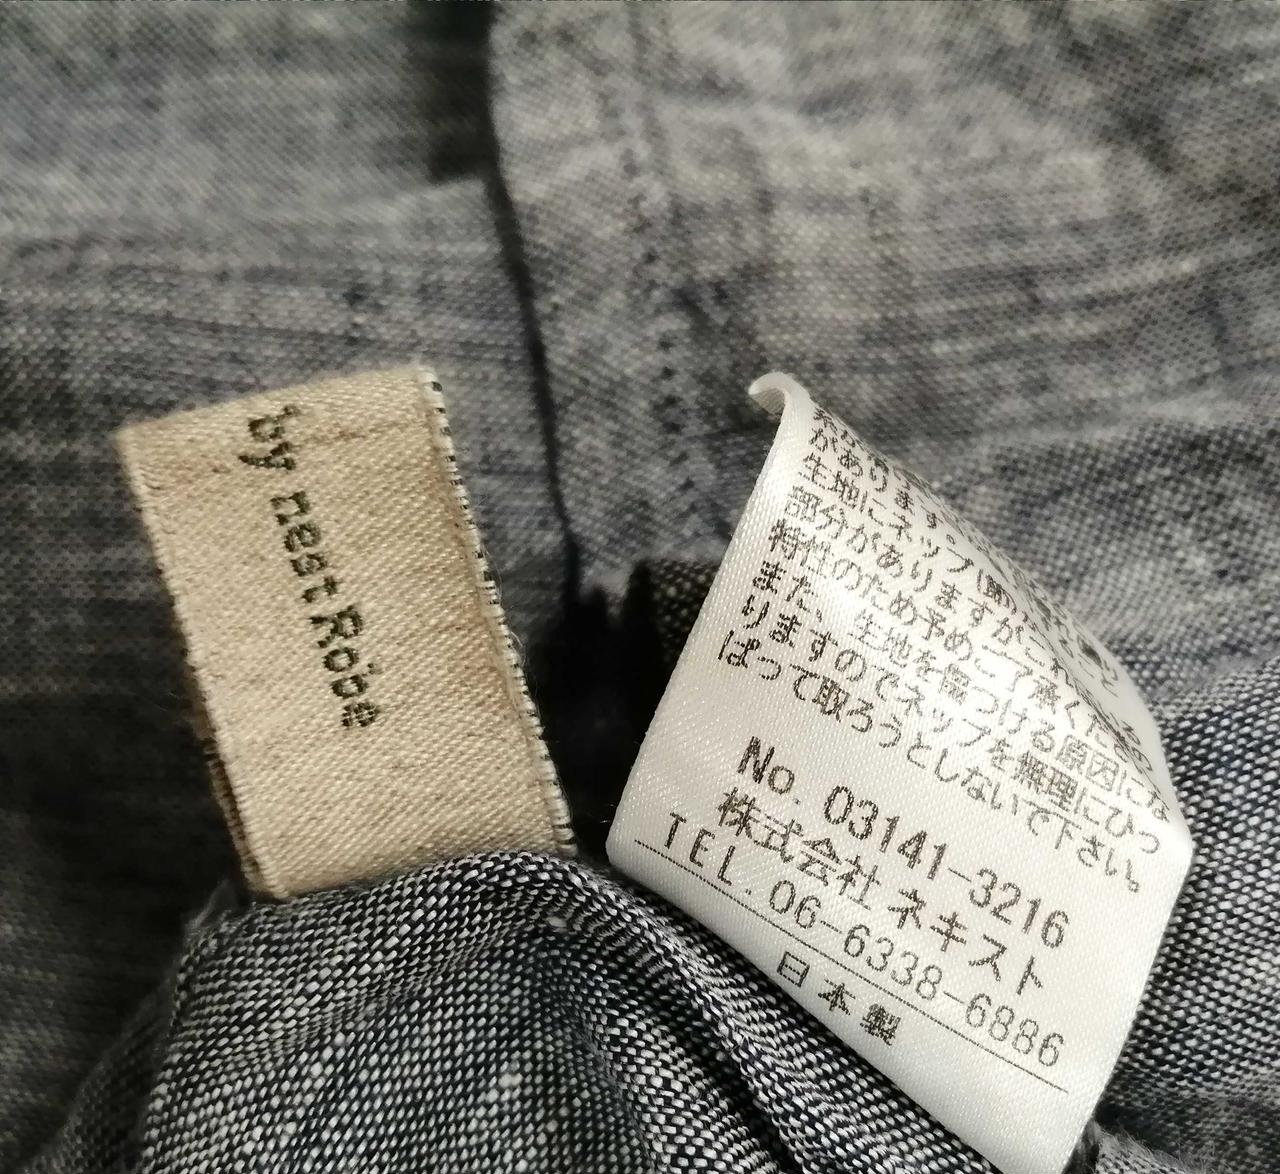 by nest Robe
があります。
生地にネップ(節)
部分がありますがこれ
特性のため予めご了承くださ
また、生地を傷つける原因にな
りますのでネップを無理にひっ
ぱって取ろうとしないで下さい。
No. 03141-3216
株式会社 ネキスト
TEL. 06-6338-6886
日本製